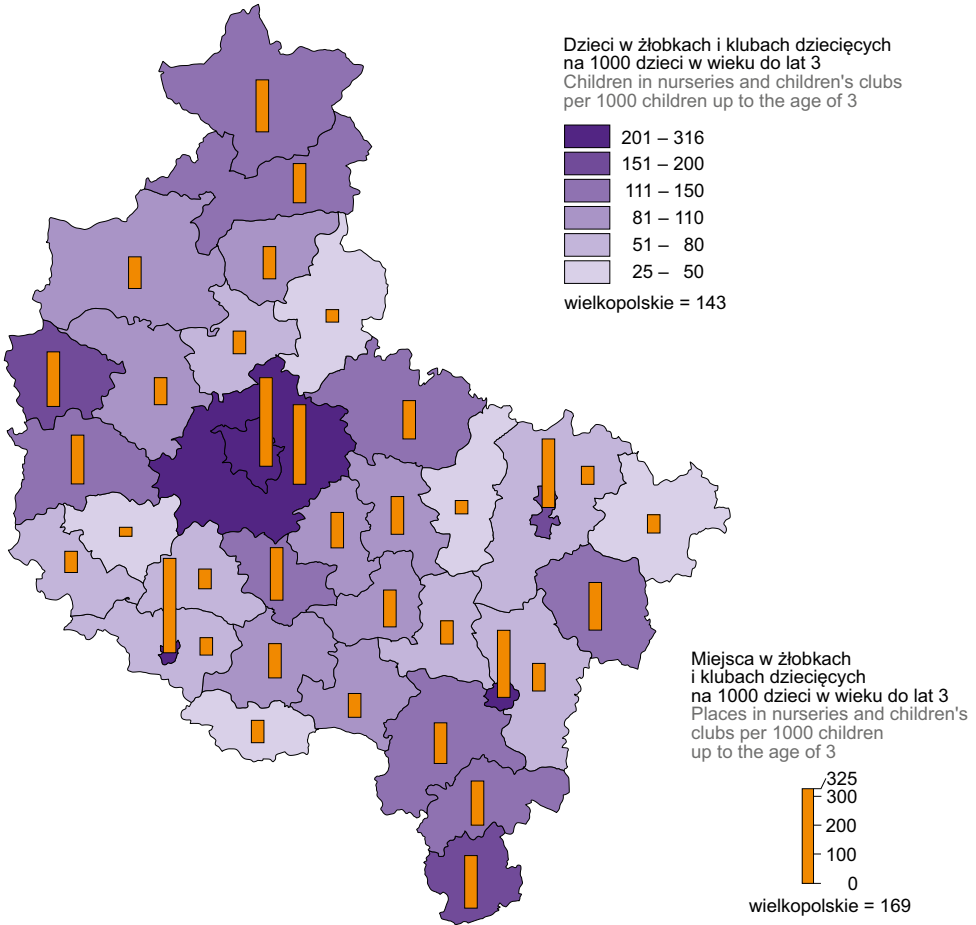 Dzieci w żłobkach i klubach dziecięcych
na 1000 dzieci w wieku do lat 3
Children in nurseries and children's clubs
per 1000 children up to the age of 3
201 – 316
151 – 200
111 – 150
81 – 110
51 – 80
25 – 50
wielkopolskie = 143
Miejsca w żłobkach
i klubach dziecięcych
na 1000 dzieci w wieku do lat 3
Places in nurseries and children's
clubs per 1000 children
up to the age of 3
325
300
200
100
0
wielkopolskie = 169